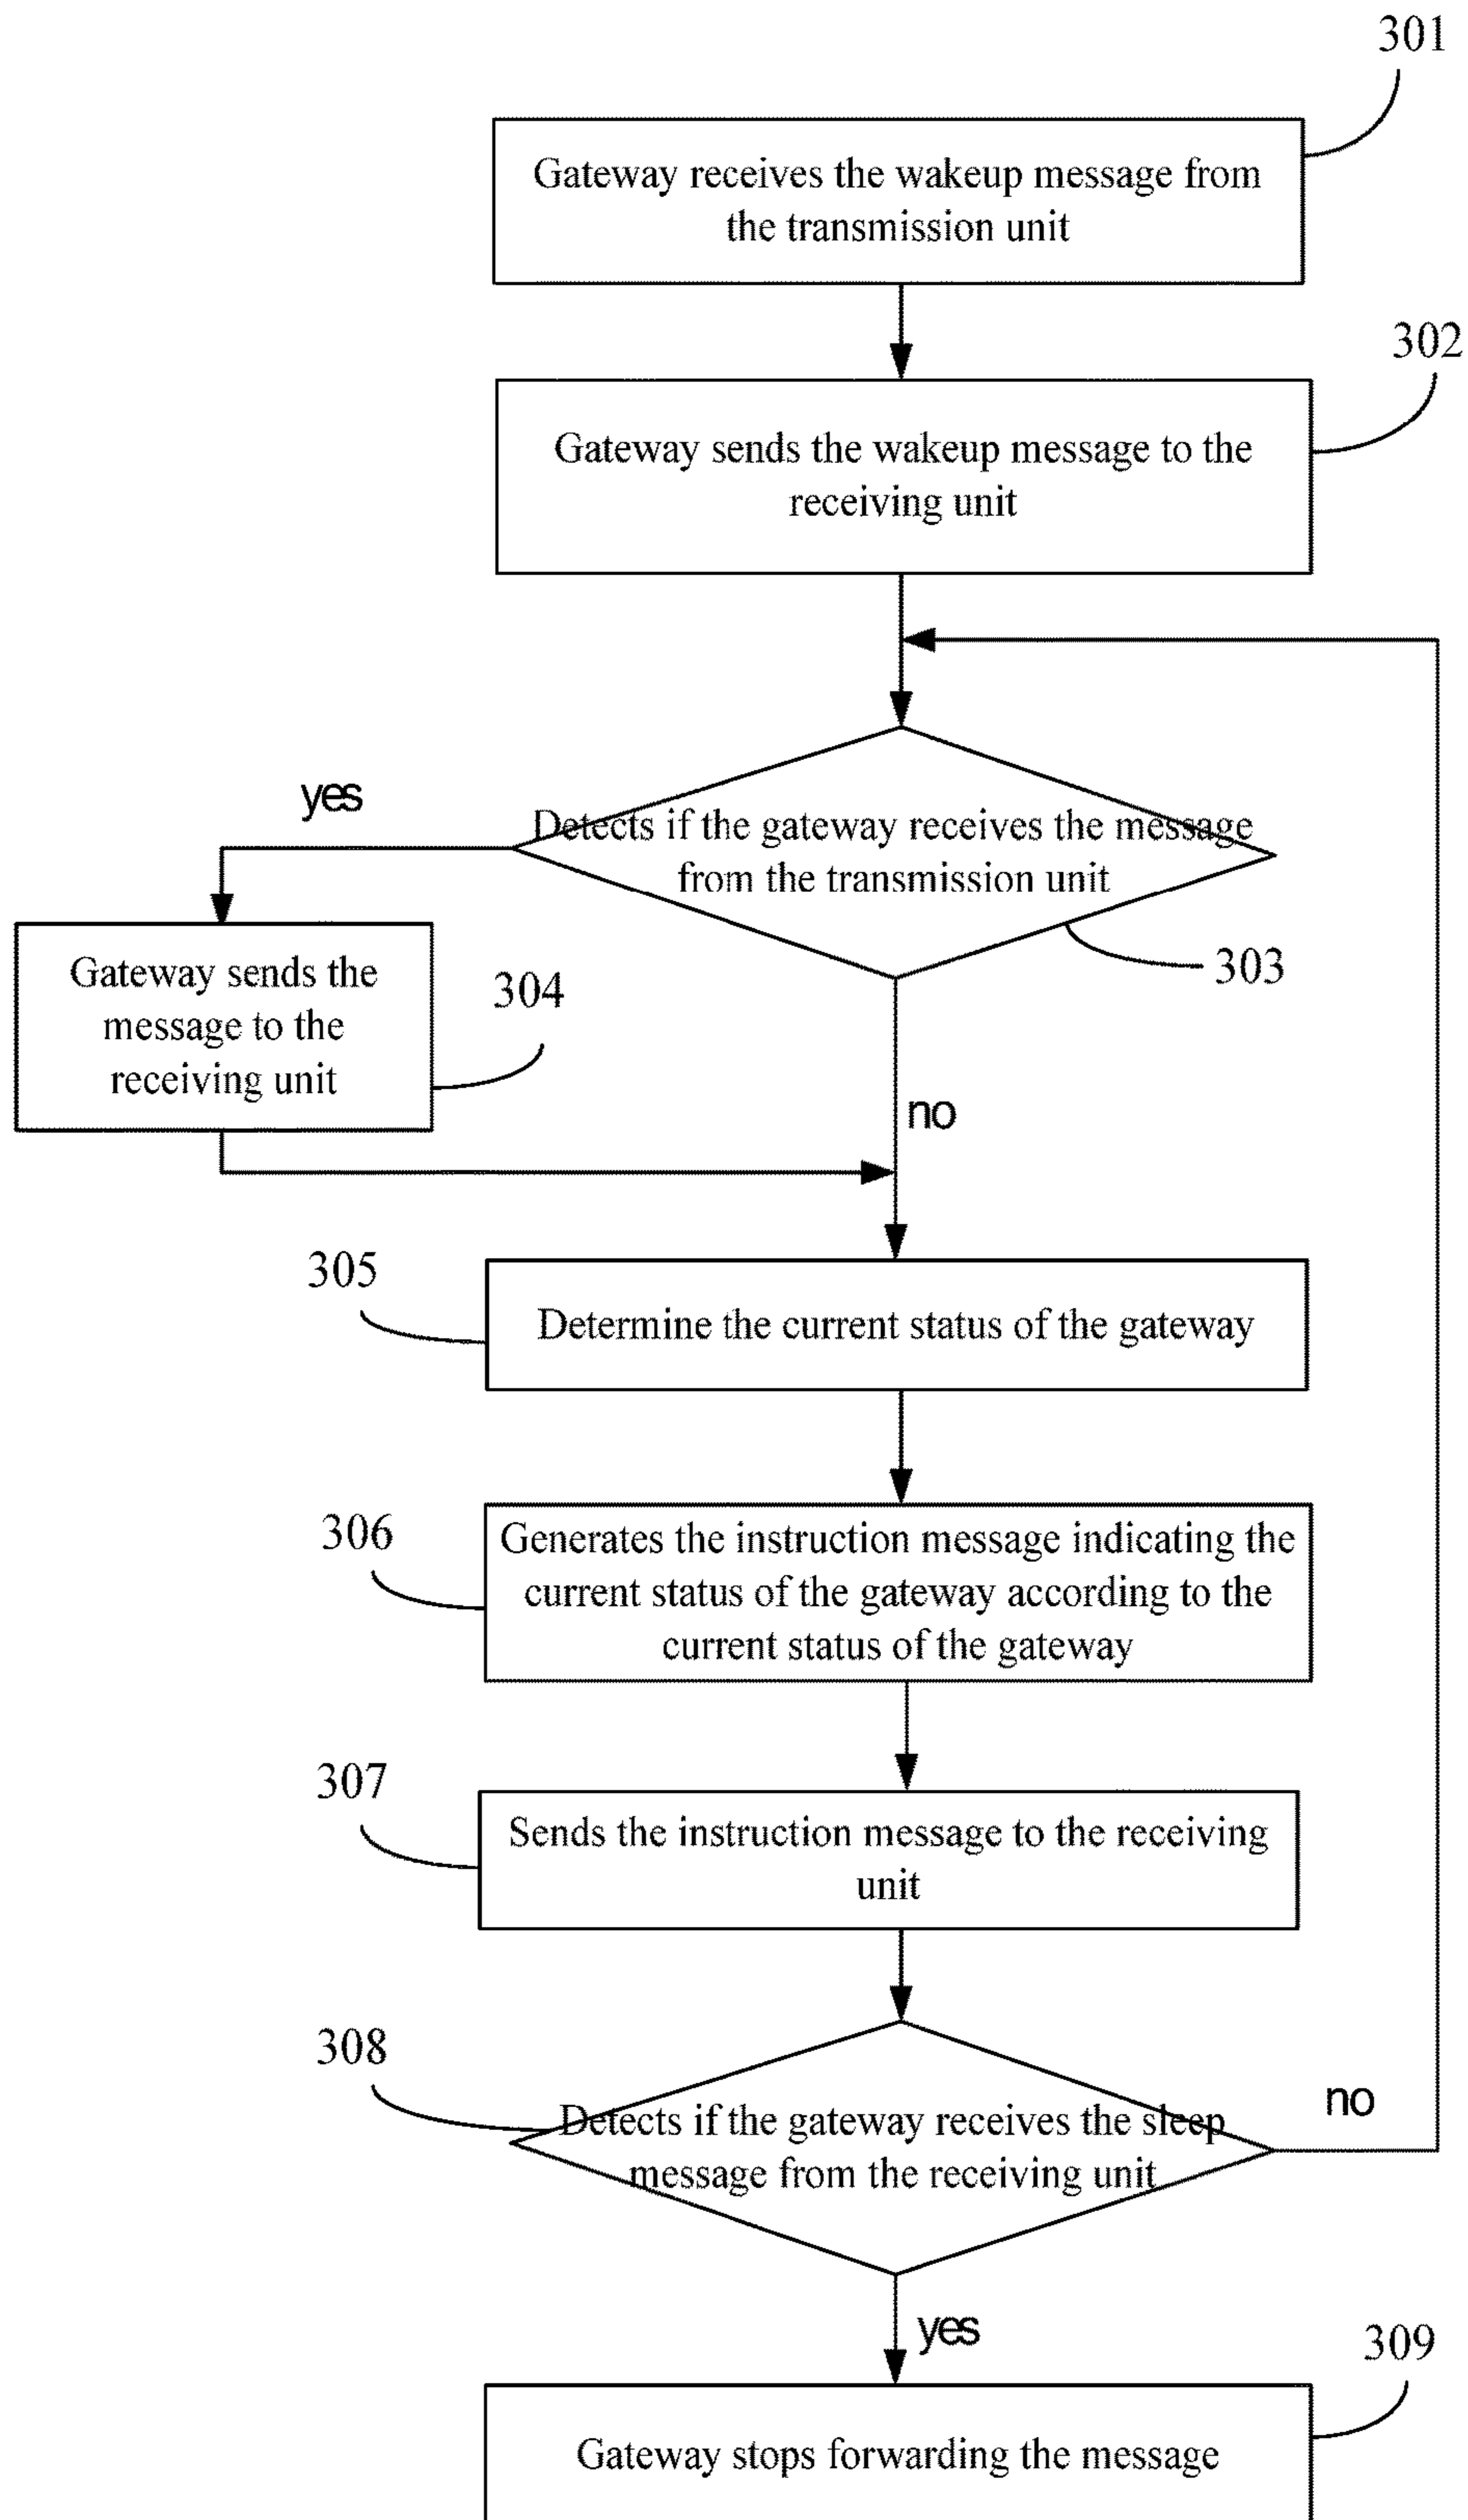 301
Gateway receives the wakeup message from
the transmission unit
302
Gateway sends the wakeup message to the
receiving unit
yes
Detects if the gateway receives the message
from the transmission unit
303
Gateway sends the
message to the
receiving unit
304
no
305
Determine the current status of the gateway
306
Generates the instruction message indicating the
current status of the gateway according to the
current status of the gateway
307
Sends the instruction message to the receiving
unit
308
Detects if the gateway receives the sleep
message from the receiving unit
no
yes
309
Gateway stops forwarding the message